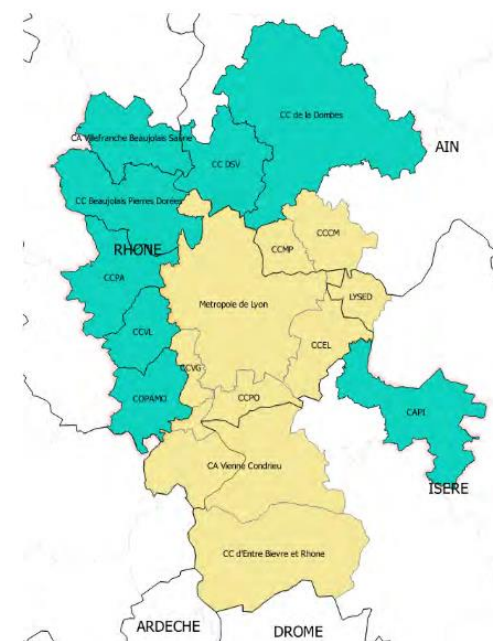 CC de la Dombes
CA Villefranche Beaujolais Saône
AIN
CC DSV
CC Beaujolais Pierres Dorées
CCCM
RHONE
CCMP
CCPA
LYSED
Metropole de Lyon
CCVL
CCEL
CCVG
COPAMO
CCPO
CAPI
CA Vienne Condrieu
ISERE
CC d'Entre Bievre et Rhone
ARDECHE
DROME